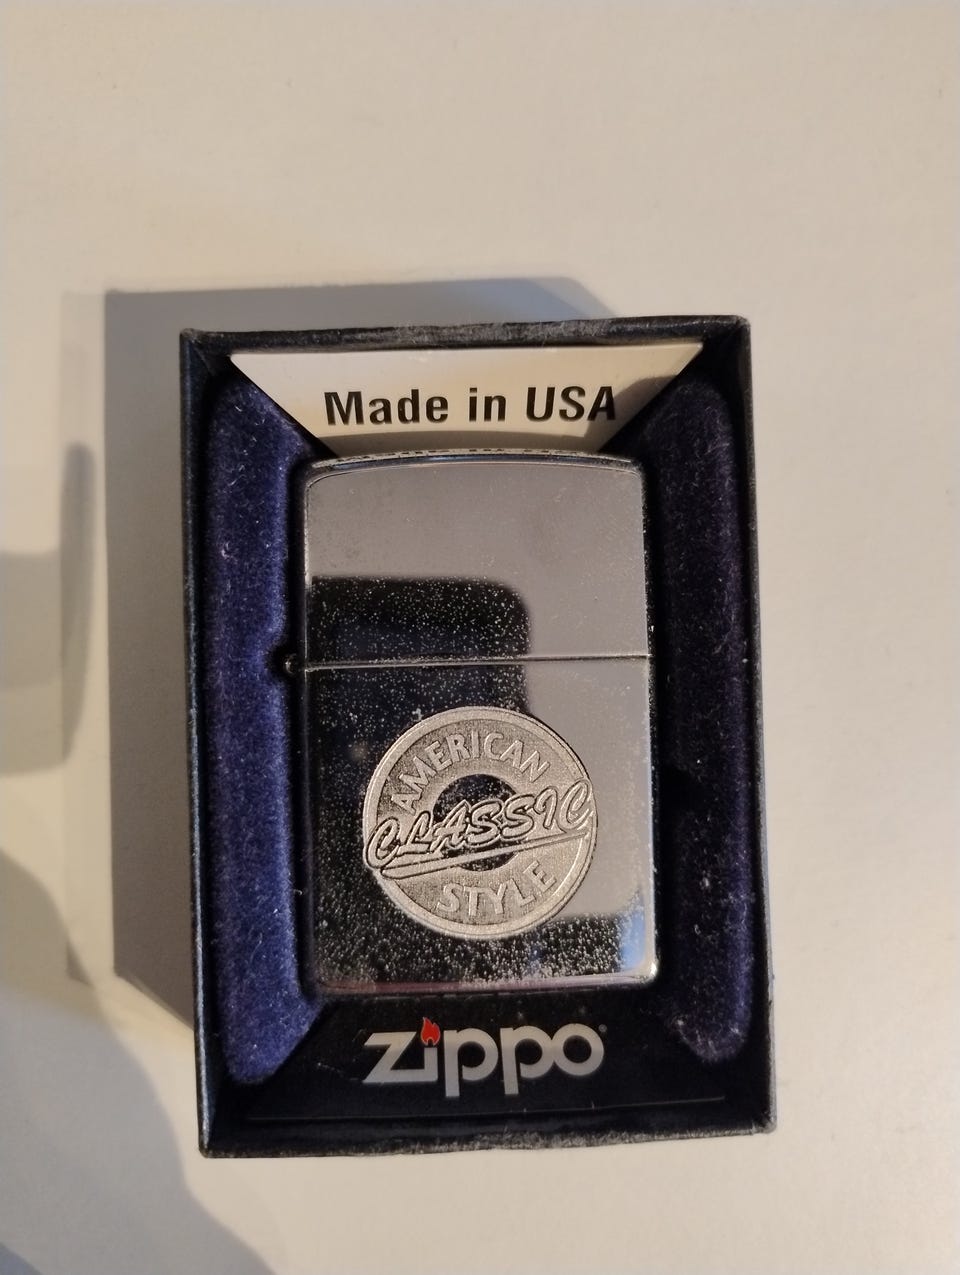 Made in USA
AMERICAN
CLASSIC
STYLE
zippo